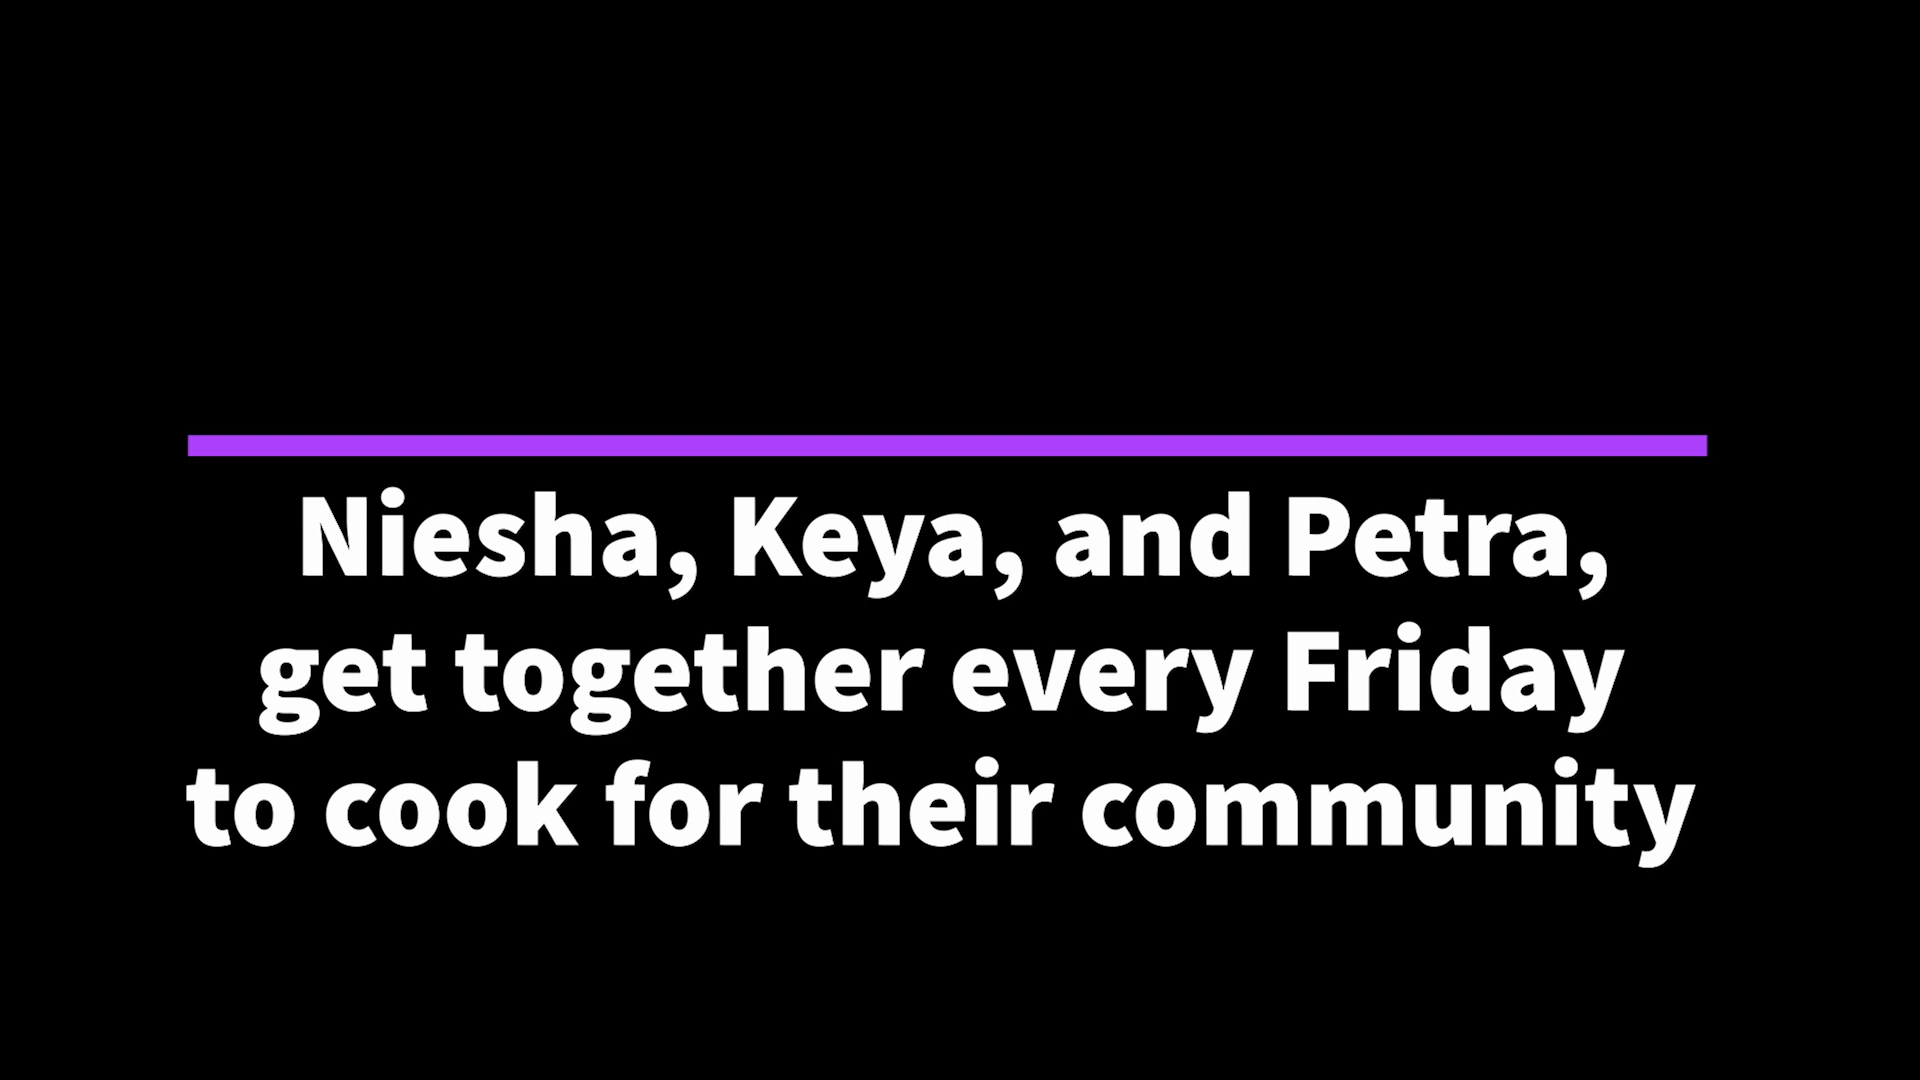 Niesha, Keya, and Petra,
get together every Friday
to cook for their community